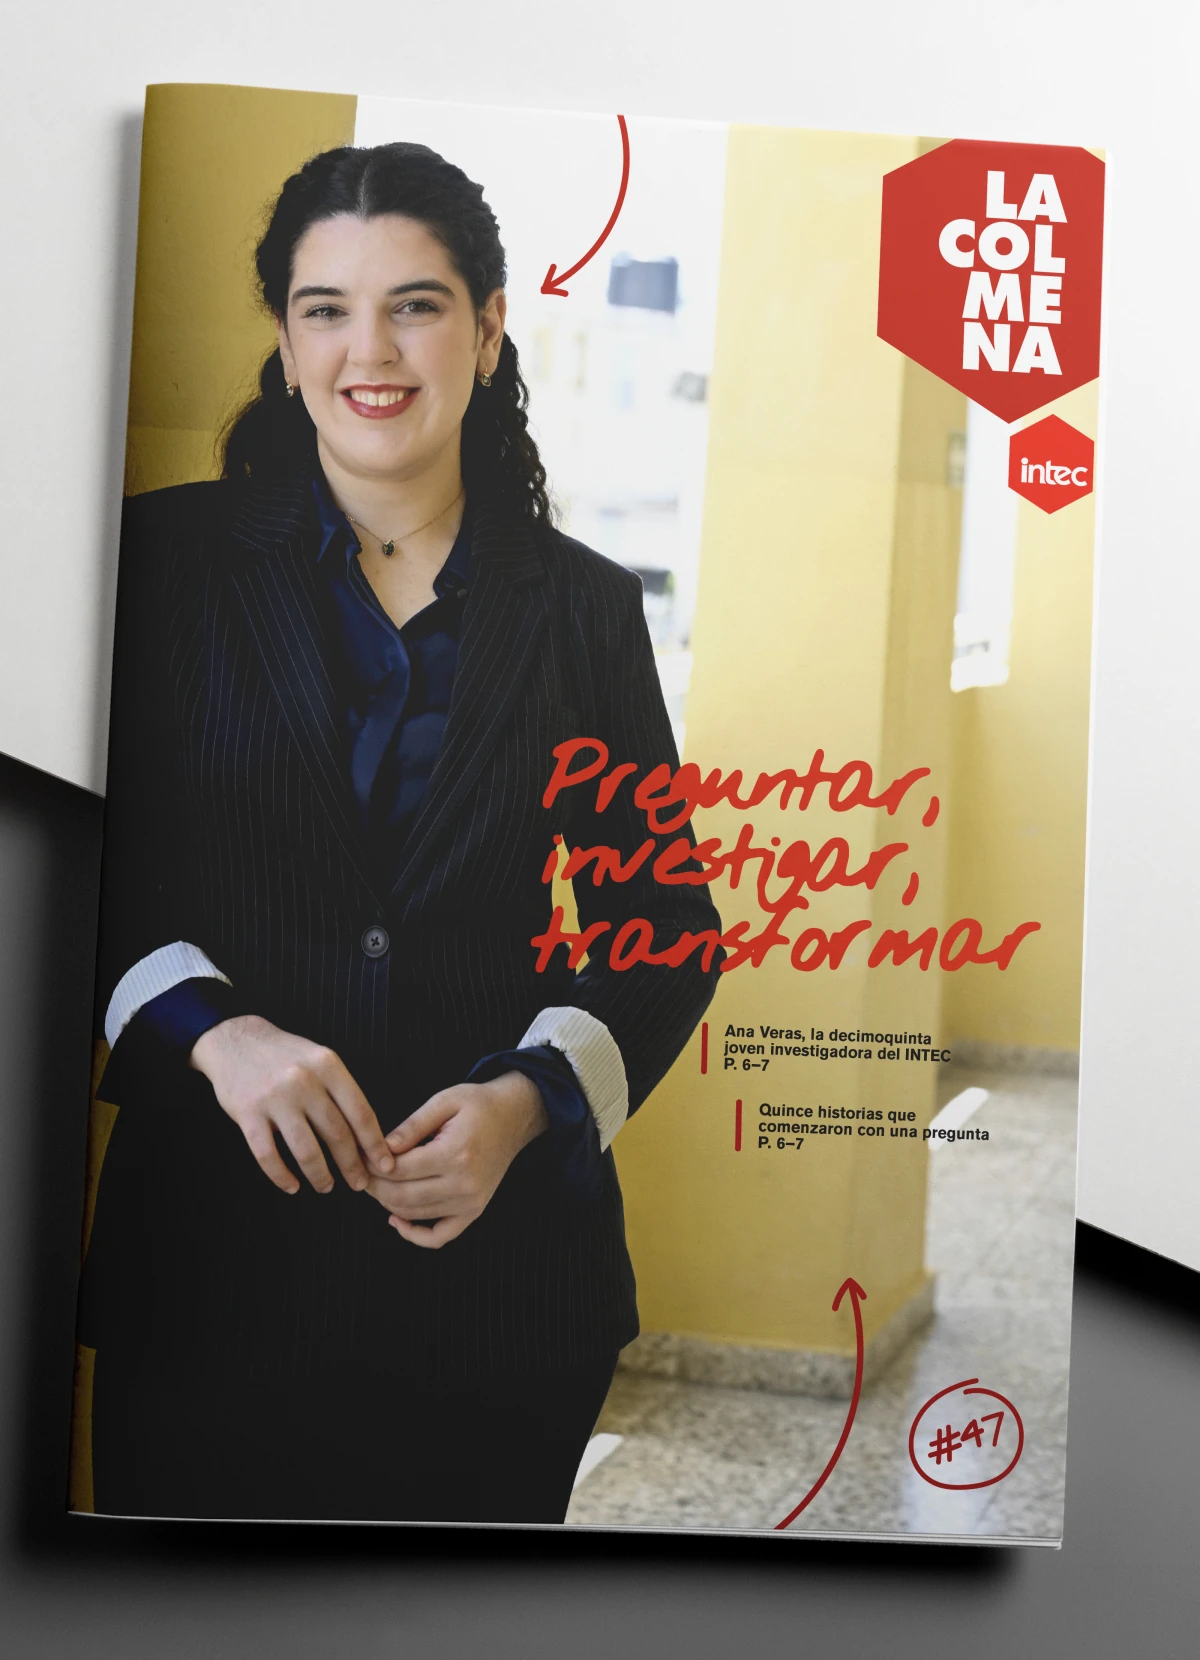 LA
COL
ME
NA
intec
Preguntar,
investigar,
transformar
Ana Veras, la decimoquinta
joven investigadora del INTEC
P. 6–7
Quince historias que
comenzaron con una pregunta
P. 6–7
#47